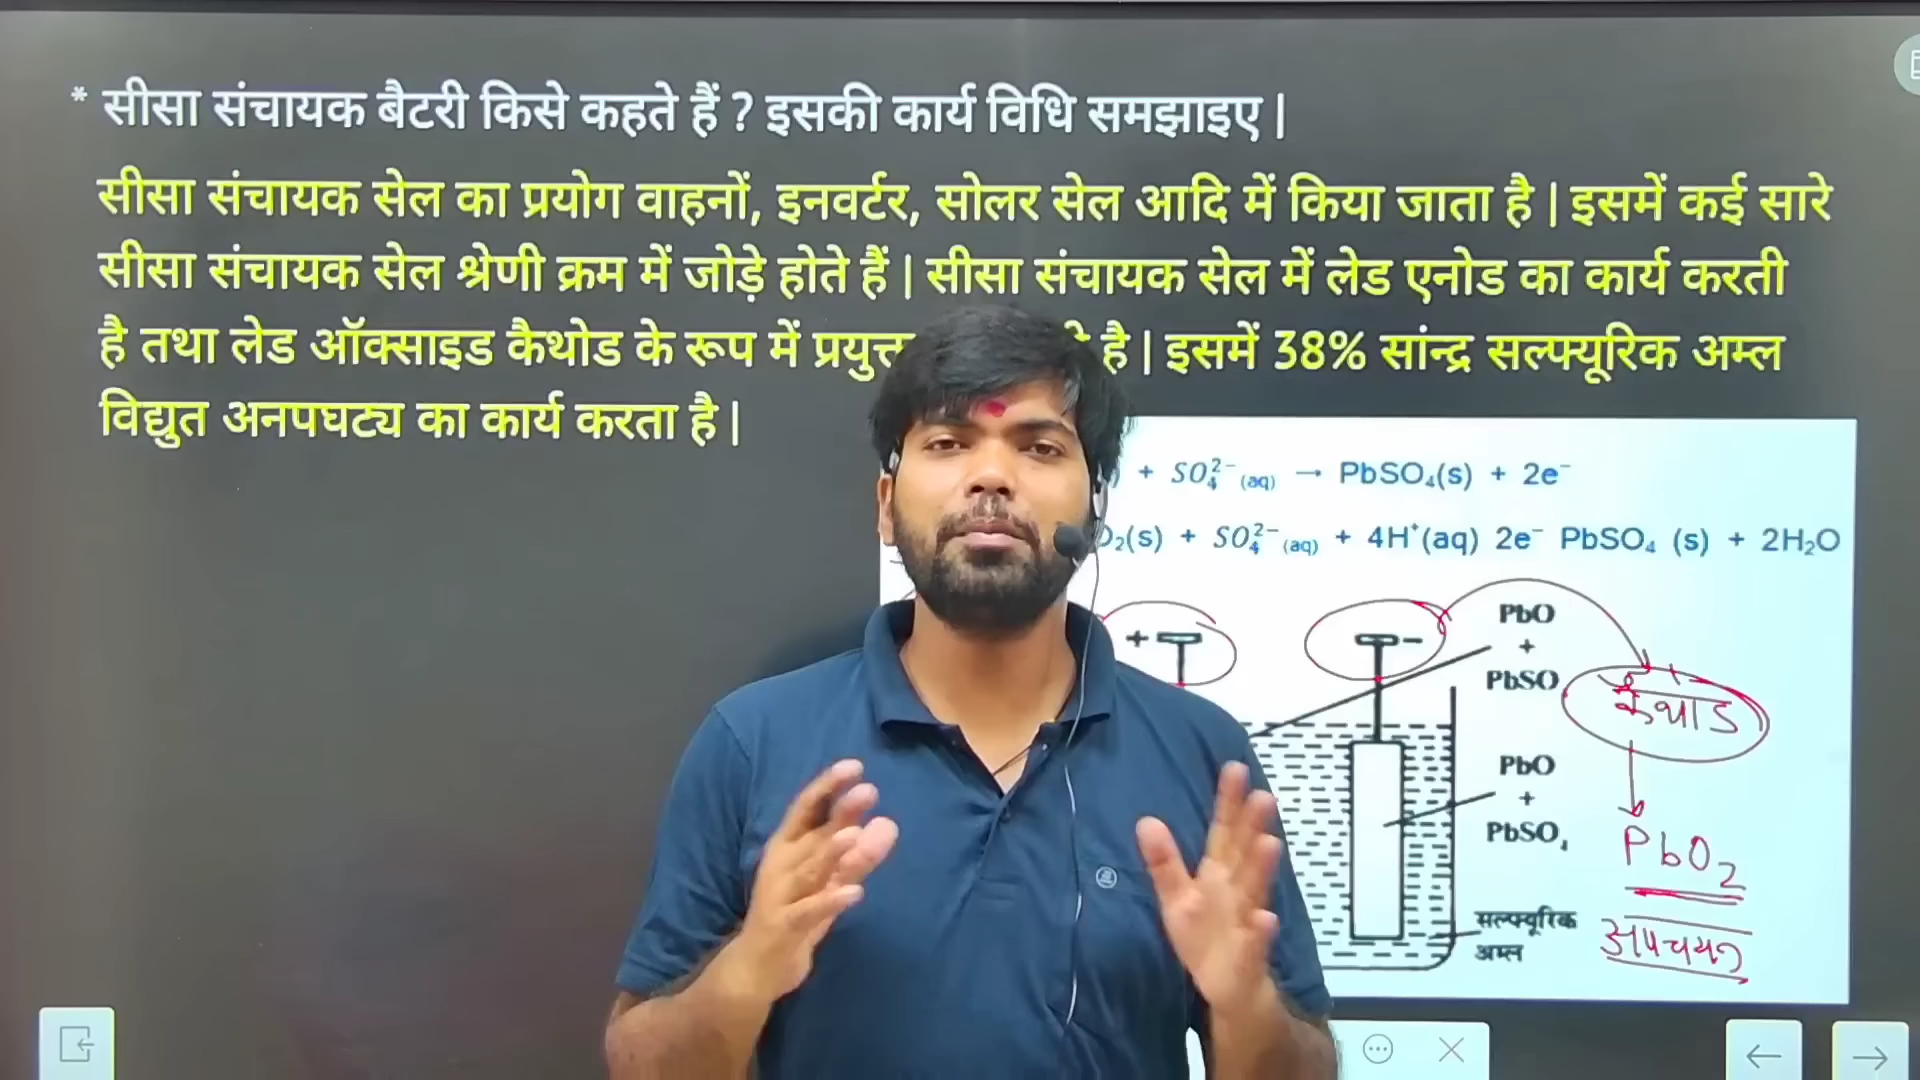 * सीसा संचायक बैटरी किसे कहते हैं ? इसकी कार्य विधि समझाइए |
सीसा संचायक सेल का प्रयोग वाहनों, इनवर्टर, सोलर सेल आदि में किया जाता है | इसमें कई सारे
सीसा संचायक सेल श्रेणी क्रम में जोड़े होते हैं | सीसा संचायक सेल में लेड एनोड का कार्य करती
है तथा लेड ऑक्साइड कैथोड के रूप में है | इसमें 38% सांन्द्र सल्फ्यूरिक अम्ल
विद्युत अनपघट्य का कार्य करता है |
+ SO₄²⁻ (aq) → PbSO₄(s) + 2e⁻
O₂(s) + SO₄²⁻ (aq) + 4H⁺(aq) 2e⁻ PbSO₄ (s) + 2H₂O
+ −
PbO
+
PbSO
कैथोड
PbO
+
PbSO₄
PbO₂
सल्फ्यूरिक
अम्ल
अपचयन